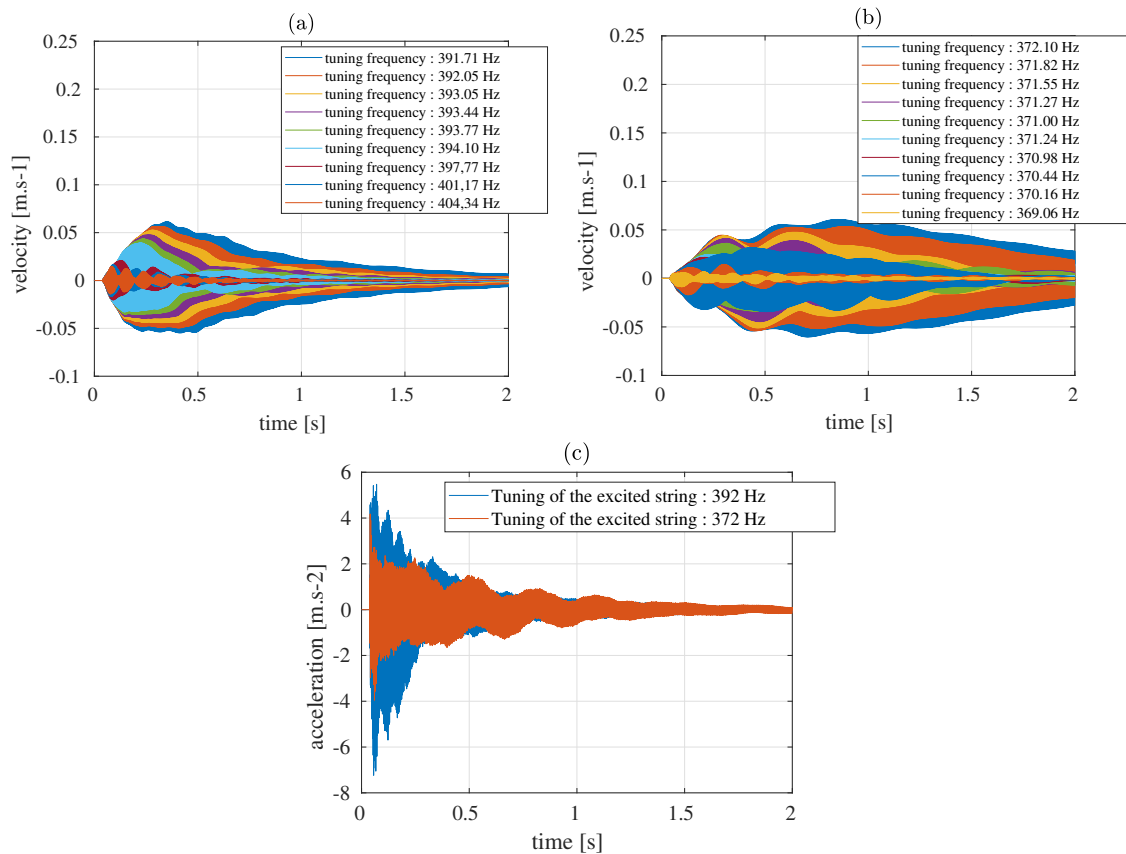 (a)
0.25
0.2
0.15
0.1
0.05
0
-0.05
-0.1
velocity [m.s-1]
0
0.5
1
1.5
2
time [s]
tuning frequency : 391.71 Hz
tuning frequency : 392.05 Hz
tuning frequency : 393.05 Hz
tuning frequency : 393.44 Hz
tuning frequency : 393.77 Hz
tuning frequency : 394.10 Hz
tuning frequency : 397,77 Hz
tuning frequency : 401,17 Hz
tuning frequency : 404,34 Hz
(b)
0.25
0.2
0.15
0.1
0.05
0
-0.05
-0.1
velocity [m.s-1]
0
0.5
1
1.5
2
time [s]
tuning frequency : 372.10 Hz
tuning frequency : 371.82 Hz
tuning frequency : 371.55 Hz
tuning frequency : 371.27 Hz
tuning frequency : 371.00 Hz
tuning frequency : 371.24 Hz
tuning frequency : 370.98 Hz
tuning frequency : 370.44 Hz
tuning frequency : 370.16 Hz
tuning frequency : 369.06 Hz
(c)
6
4
2
0
-2
-4
-6
-8
acceleration [m.s-2]
0
0.5
1
1.5
2
time [s]
Tuning of the excited string : 392 Hz
Tuning of the excited string : 372 Hz